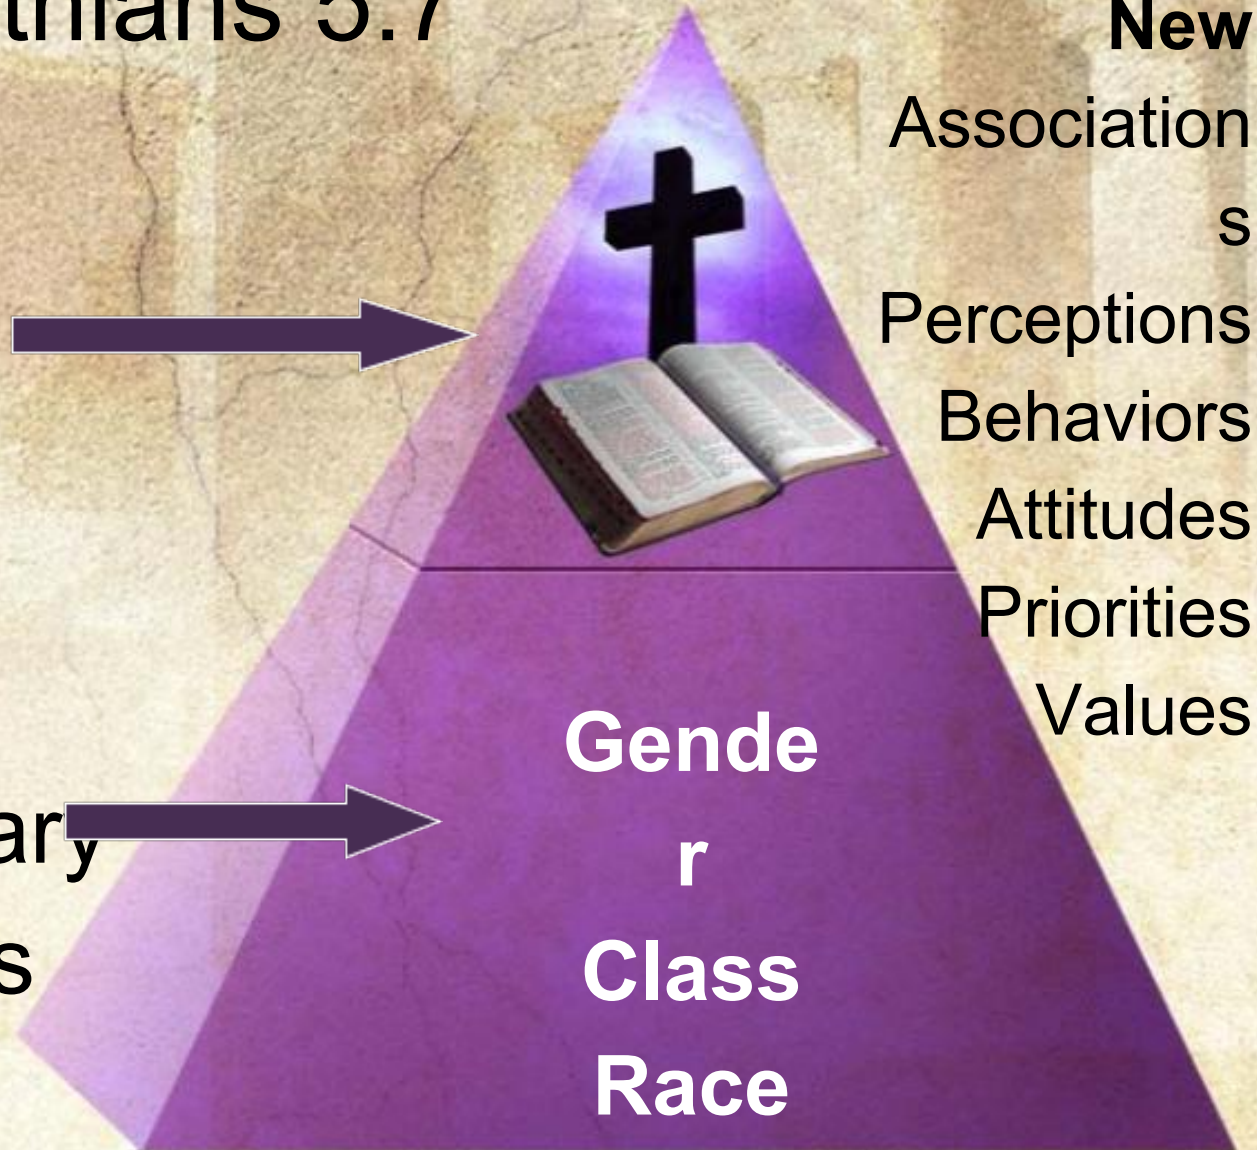 thians 5.7
New
Association
s
Perceptions
Behaviors
Attitudes
Priorities
Values
ary
s
Gende
r
Class
Race